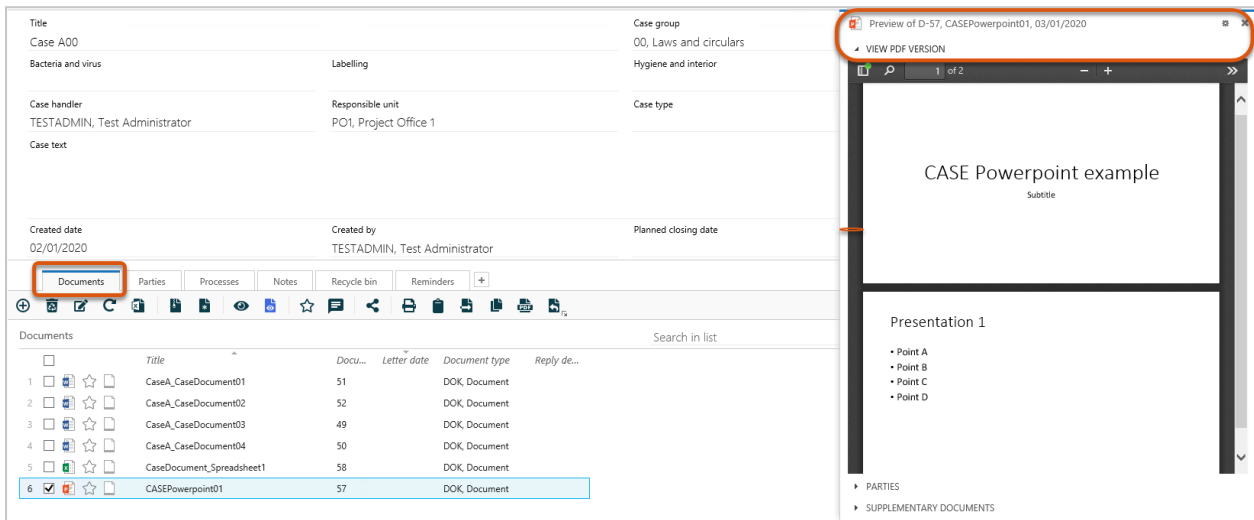 Title
Case group
Case A00
00, Laws and circulars
Bacteria and virus
Labelling
Hygiene and interior
Case handler
Responsible unit
Case type
TESTADMIN, Test Administrator
PO1, Project Office 1
Case text
Created date
Created by
Planned closing date
02/01/2020
TESTADMIN, Test Administrator
Documents Parties Processes Notes Recycle bin Reminders +
PDF
Documents
Search in list
Title Docu... Letter date Document type Reply de...
1 CaseA_CaseDocument01 51 DOK, Document
2 CaseA_CaseDocument02 52 DOK, Document
3 CaseA_CaseDocument03 49 DOK, Document
4 CaseA_CaseDocument04 50 DOK, Document
5 CaseDocument_Spreadsheet1 58 DOK, Document
6 CASEPowerpoint01 57 DOK, Document
Preview of D-57, CASEPowerpoint01, 03/01/2020
VIEW PDF VERSION
1 of 2
CASE Powerpoint example
Subtitle
Presentation 1
• Point A
• Point B
• Point C
• Point D
PARTIES
SUPPLEMENTARY DOCUMENTS